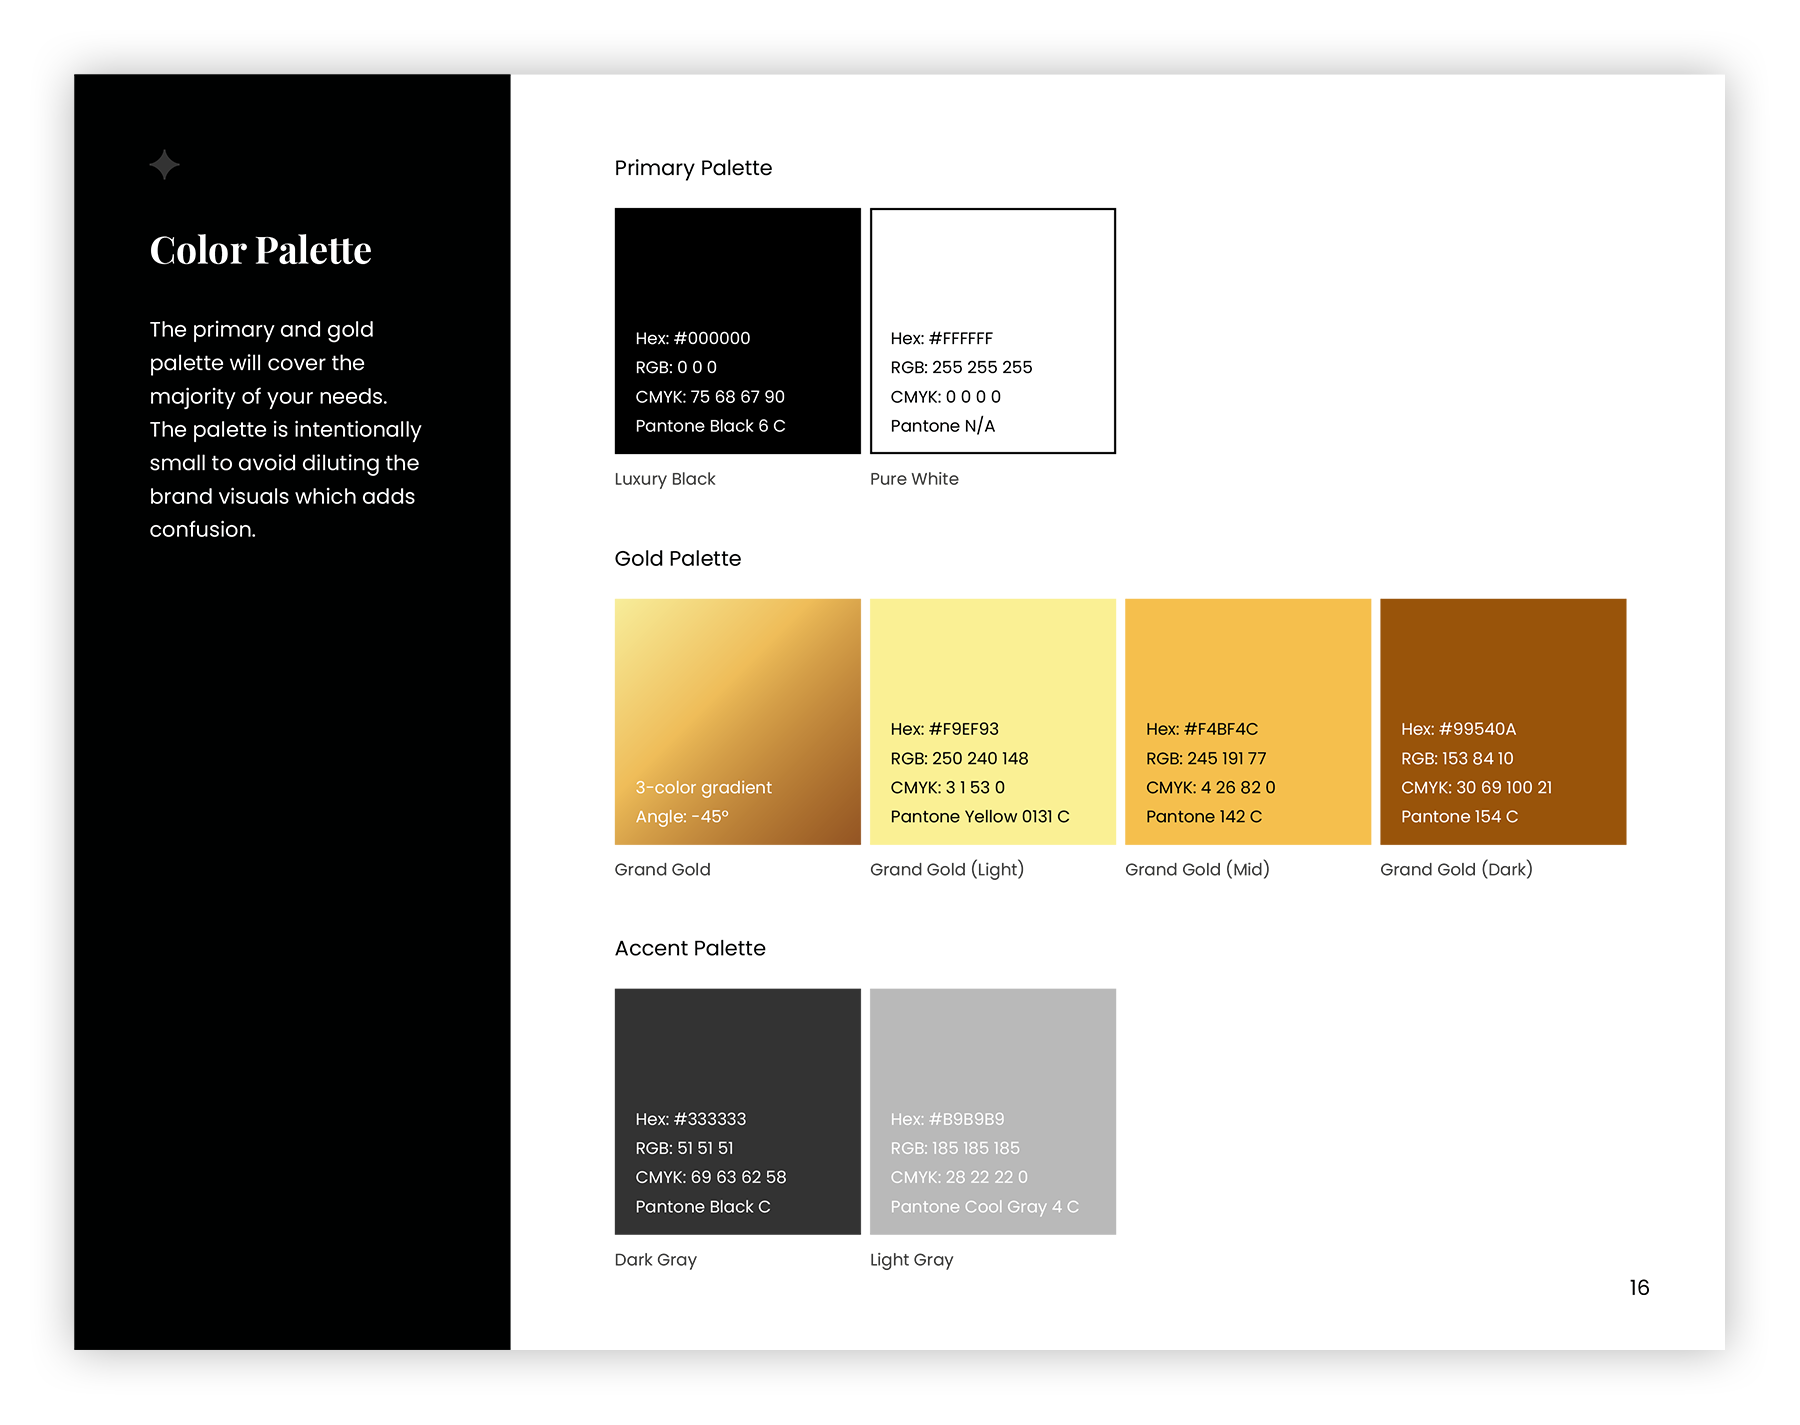 Color Palette
The primary and gold
palette will cover the
majority of your needs.
The palette is intentionally
small to avoid diluting the
brand visuals which adds
confusion.
Primary Palette
Hex: #000000
RGB: 0 0 0
CMYK: 75 68 67 90
Pantone Black 6 C
Luxury Black
Hex: #FFFFFF
RGB: 255 255 255
CMYK: 0 0 0 0
Pantone N/A
Pure White
Gold Palette
3-color gradient
Angle: -45°
Grand Gold
Hex: #F9EF93
RGB: 250 240 148
CMYK: 3 1 53 0
Pantone Yellow 0131 C
Grand Gold (Light)
Hex: #F4BF4C
RGB: 245 191 77
CMYK: 4 26 82 0
Pantone 142 C
Grand Gold (Mid)
Hex: #99540A
RGB: 153 84 10
CMYK: 30 69 100 21
Pantone 154 C
Grand Gold (Dark)
Accent Palette
Hex: #333333
RGB: 51 51 51
CMYK: 69 63 62 58
Pantone Black C
Dark Gray
Hex: #B9B9B9
RGB: 185 185 185
CMYK: 28 22 22 0
Pantone Cool Gray 4 C
Light Gray
16